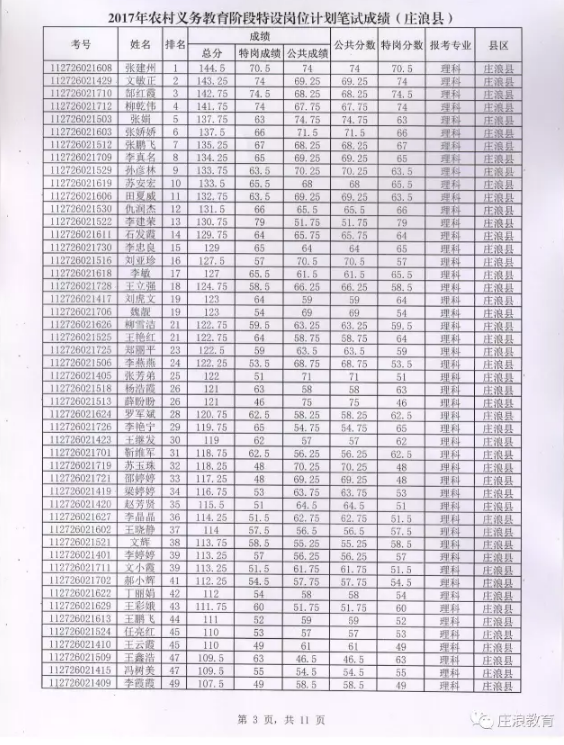 2017年农村义务教育阶段特设岗位计划笔试成绩（庄浪县）
考号 姓名 排名 成绩 公共分数 特岗分数 报考专业 县区
总分 特岗成绩 公共成绩
112726021608 张建州 1 144.5 70.5 74 74 70.5 理科 庄浪县
112726021429 文敏正 2 143.25 74 69.25 69.25 74 理科 庄浪县
112726021710 郜红霞 3 142.75 74.5 68.25 68.25 74.5 理科 庄浪县
112726021712 柳乾伟 4 141.75 74 67.75 67.75 74 理科 庄浪县
112726021503 张娟 5 137.75 63 74.75 74.75 63 理科 庄浪县
112726021603 张娇娇 6 137.5 66 71.5 71.5 66 理科 庄浪县
112726021512 张鹏飞 7 135.25 67 68.25 68.25 67 理科 庄浪县
112726021709 李真名 8 134.25 65 69.25 69.25 65 理科 庄浪县
112726021529 孙彦林 9 133.75 63.5 70.25 70.25 63.5 理科 庄浪县
112726021619 苏安宏 10 133.5 65.5 68 68 65.5 理科 庄浪县
112726021606 田夏威 11 132.75 63.5 69.25 69.25 63.5 理科 庄浪县
112726021530 仇润杰 12 131.5 66 65.5 65.5 66 理科 庄浪县
112726021522 李建荣 13 130.75 79 51.75 51.75 79 理科 庄浪县
112726021611 石发霞 14 129.75 64 65.75 65.75 64 理科 庄浪县
112726021730 李忠良 15 129 65 64 64 65 理科 庄浪县
112726021516 刘亚珍 16 127.5 57 70.5 70.5 57 理科 庄浪县
112726021618 李敏 17 127 65.5 61.5 61.5 65.5 理科 庄浪县
112726021728 王立强 18 124.75 58.5 66.25 66.25 58.5 理科 庄浪县
112726021417 刘虎文 19 123 64 59 59 64 理科 庄浪县
112726021706 魏靓 19 123 54 69 69 54 理科 庄浪县
112726021626 柳雪洁 21 122.75 59.5 63.25 63.25 59.5 理科 庄浪县
112726021525 王艳红 21 122.75 64 58.75 58.75 64 理科 庄浪县
112726021725 郑丽平 23 122.5 59 63.5 63.5 59 理科 庄浪县
112726021506 李燕燕 24 122.25 53.5 68.75 68.75 53.5 理科 庄浪县
112726021405 张芳弟 25 122 51 71 71 51 理科 庄浪县
112726021518 杨浩霞 26 121 63 58 58 63 理科 庄浪县
112726021513 薛盼盼 26 121 46 75 75 46 理科 庄浪县
112726021624 罗军斌 28 120.75 62.5 58.25 58.25 62.5 理科 庄浪县
112726021726 李艳宁 29 119.75 65 54.75 54.75 65 理科 庄浪县
112726021423 王继发 30 119 62 57 57 62 理科 庄浪县
112726021701 靳维军 31 118.75 62.5 56.25 56.25 62.5 理科 庄浪县
112726021719 苏玉珠 32 118.25 48 70.25 70.25 48 理科 庄浪县
112726021721 邵婷婷 33 117.25 48 69.25 69.25 48 理科 庄浪县
112726021419 梁婷婷 34 116.75 53 63.75 63.75 53 理科 庄浪县
112726021420 赵芳贤 35 115.5 51 64.5 64.5 51 理科 庄浪县
112726021627 李晶晶 36 114.25 51.5 62.75 62.75 51.5 理科 庄浪县
112726021602 王晓静 37 114 57.5 56.5 56.5 57.5 理科 庄浪县
112726021521 文辉 38 113.75 58.5 55.25 55.25 58.5 理科 庄浪县
112726021401 李婷婷 39 113.25 57 56.25 56.25 57 理科 庄浪县
112726021711 文小霞 39 113.25 51.5 61.75 61.75 51.5 理科 庄浪县
112726021702 郝小辉 41 112.25 54.5 57.75 57.75 54.5 理科 庄浪县
112726021622 丁丽娟 42 112 54 58 58 54 理科 庄浪县
112726021629 王彩娥 43 111.75 60 51.75 51.75 60 理科 庄浪县
112726021613 王鹏飞 44 111 52 59 59 52 理科 庄浪县
112726021524 任亮红 45 110 53 57 57 53 理科 庄浪县
112726021410 王云霞 45 110 49 61 61 49 理科 庄浪县
112726021509 王鑫浩 47 109.5 63 46.5 46.5 63 理科 庄浪县
112726021415 冯树美 47 109.5 55 54.5 54.5 55 理科 庄浪县
112726021409 李霞霞 49 107.5 49 58.5 58.5 49 理科 庄浪县
第 3 页，共 11 页
庄浪教育